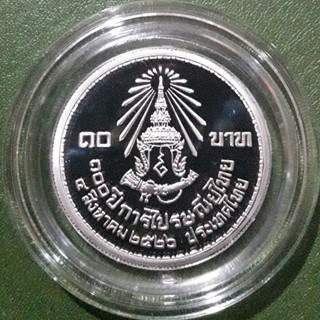 ๑๐ บาท
๑๐๐ ปี การไปรษณีย์ไทย
๔ สิงหาคม ๒๕๒๖ ประเทศไทย